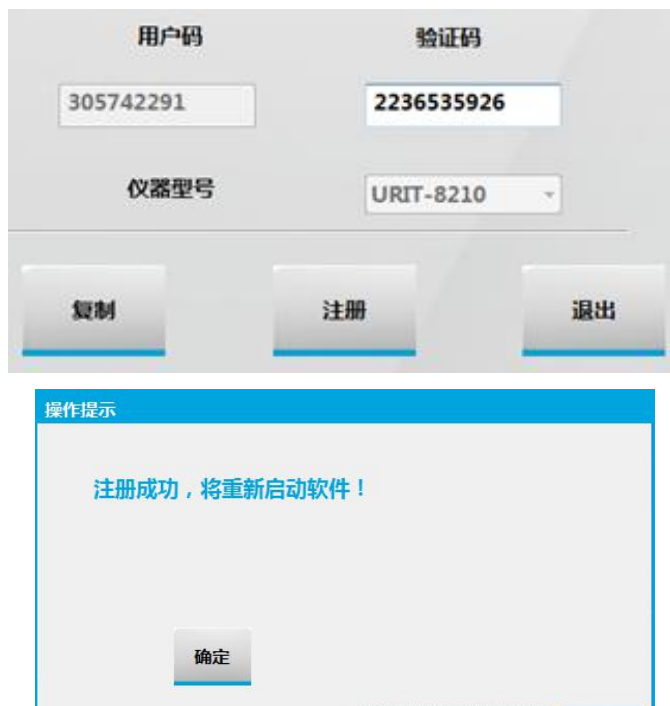 用户码 验证码
305742291 2236535926
仪器型号 URIT-8210
复制 注册 退出
操作提示
注册成功，将重新启动软件！
确定